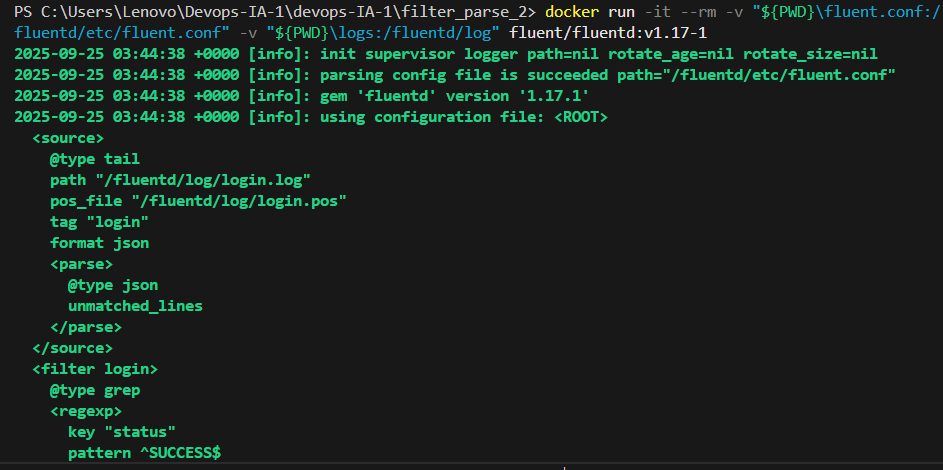 PS C:\Users\Lenovo\Devops-IA-1\devops-IA-1\filter_parse_2> docker run -it --rm -v "${PWD}\fluent.conf:/
fluentd/etc/fluent.conf" -v "${PWD}\logs:/fluentd/log" fluent/fluentd:v1.17-1
2025-09-25 03:44:38 +0000 [info]: init supervisor logger path=nil rotate_age=nil rotate_size=nil
2025-09-25 03:44:38 +0000 [info]: parsing config file is succeeded path="/fluentd/etc/fluent.conf"
2025-09-25 03:44:38 +0000 [info]: gem 'fluentd' version '1.17.1'
2025-09-25 03:44:38 +0000 [info]: using configuration file: <ROOT>
  <source>
    @type tail
    path "/fluentd/log/login.log"
    pos_file "/fluentd/log/login.pos"
    tag "login"
    format json
    <parse>
      @type json
      unmatched_lines
    </parse>
  </source>
  <filter login>
    @type grep
    <regexp>
      key "status"
      pattern ^SUCCESS$